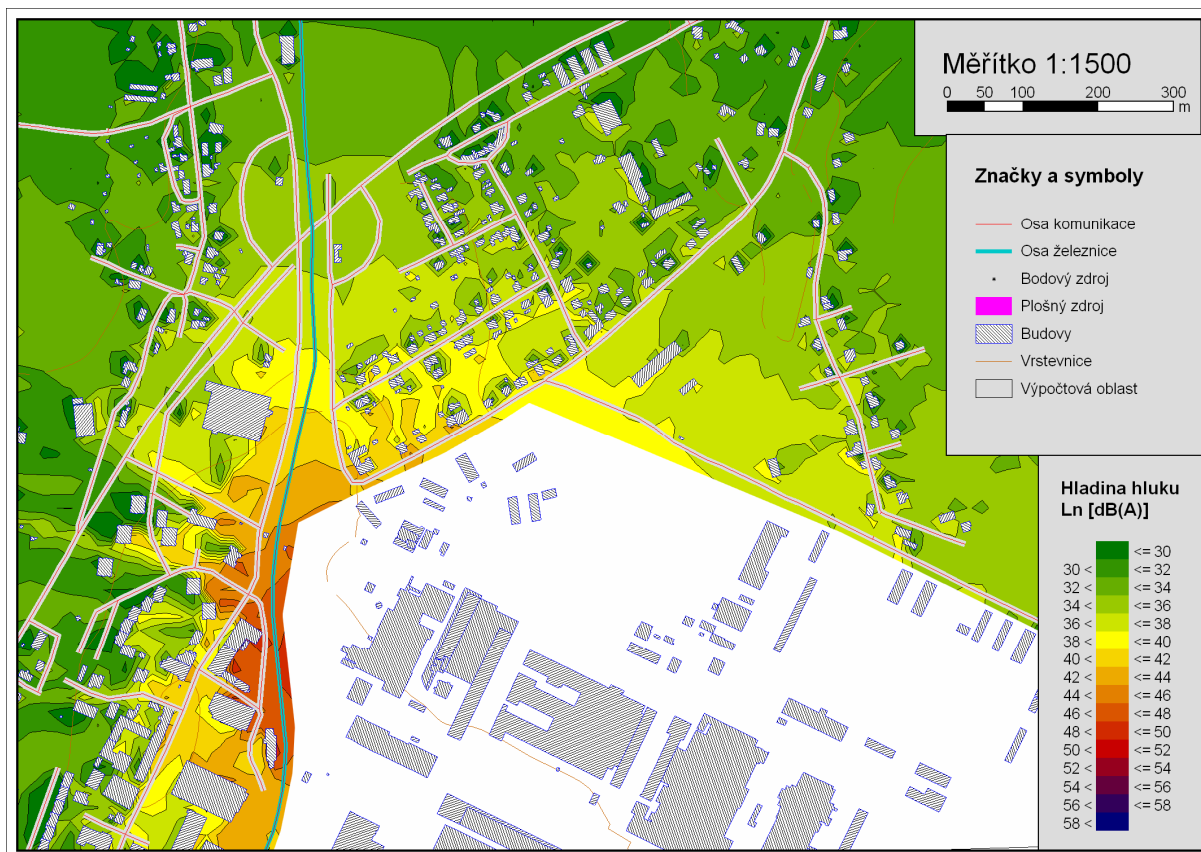 Měřítko 1:1500
0 50 100 200 300
m
Značky a symboly
Osa komunikace
Osa železnice
Bodový zdroj
Plošný zdroj
Budovy
Vrstevnice
Výpočtová oblast
Hladina hluku
Ln [dB(A)]
<= 30
30 < <= 32
32 < <= 34
34 < <= 36
36 < <= 38
38 < <= 40
40 < <= 42
42 < <= 44
44 < <= 46
46 < <= 48
48 < <= 50
50 < <= 52
52 < <= 54
54 < <= 56
56 < <= 58
58 <